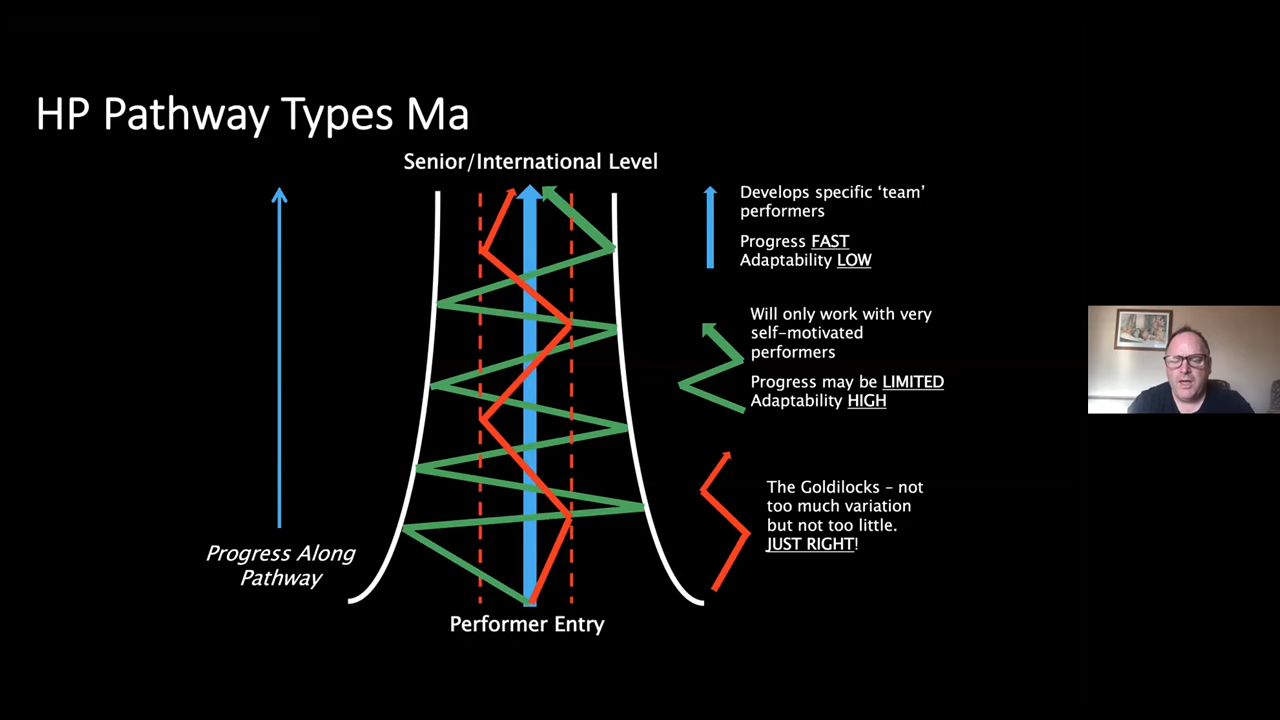 HP Pathway Types Ma
Senior/International Level
Develops specific ‘team’
performers
Progress FAST
Adaptability LOW
Will only work with very
self-motivated
performers
Progress may be LIMITED
Adaptability HIGH
The Goldilocks – not
too much variation
but not too little.
JUST RIGHT!
Progress Along
Pathway
Performer Entry